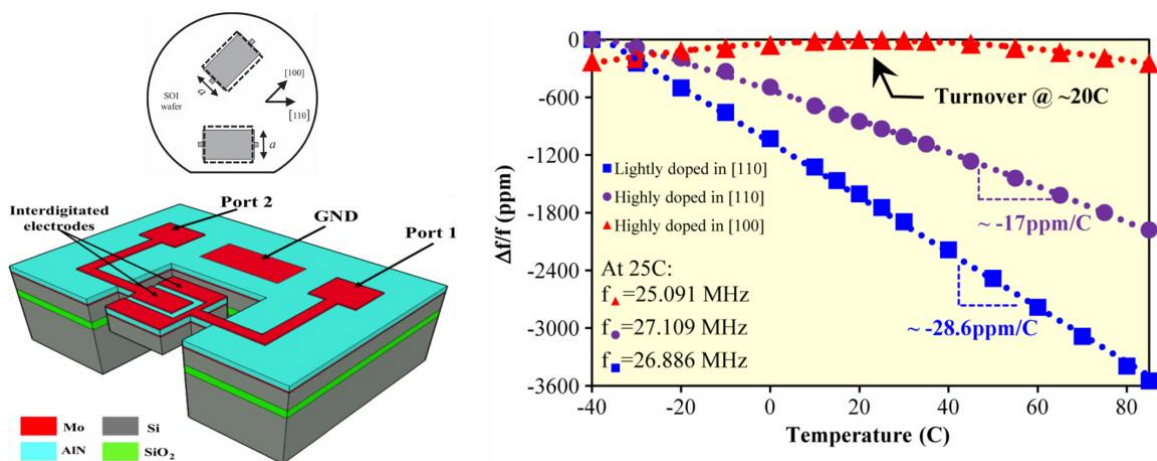 [100]
a
SOI
wafer
[110]
a
Port 2
Interdigitated
electrodes
GND
Port 1
Mo
Si
AlN
SiO2
Δf/f (ppm)
0
-600
-1200
-1800
-2400
-3000
-3600
Turnover @ ~20C
Lightly doped in [110]
Highly doped in [110]
Highly doped in [100]
~ -17ppm/C
At 25C:
f▲=25.091 MHz
f●=27.109 MHz
f■=26.886 MHz
~ -28.6ppm/C
-40 -20 0 20 40 60 80
Temperature (C)